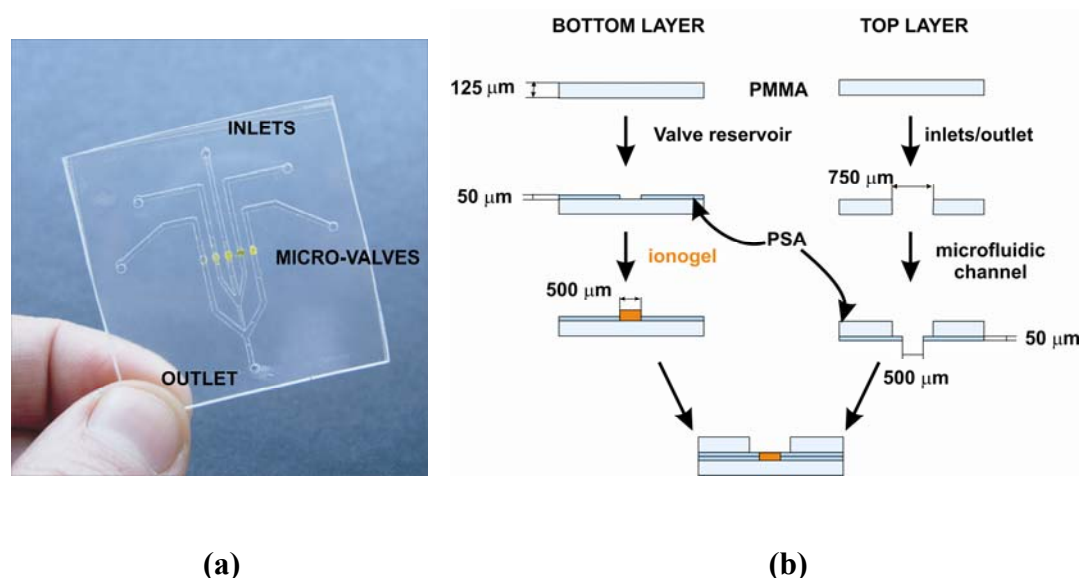 INLETS
MICRO-VALVES
OUTLET
(a)
BOTTOM LAYER
TOP LAYER
125 μm
PMMA
Valve reservoir
inlets/outlet
750 μm
50 μm
PSA
ionogel
microfluidic
channel
500 μm
50 μm
500 μm
(b)